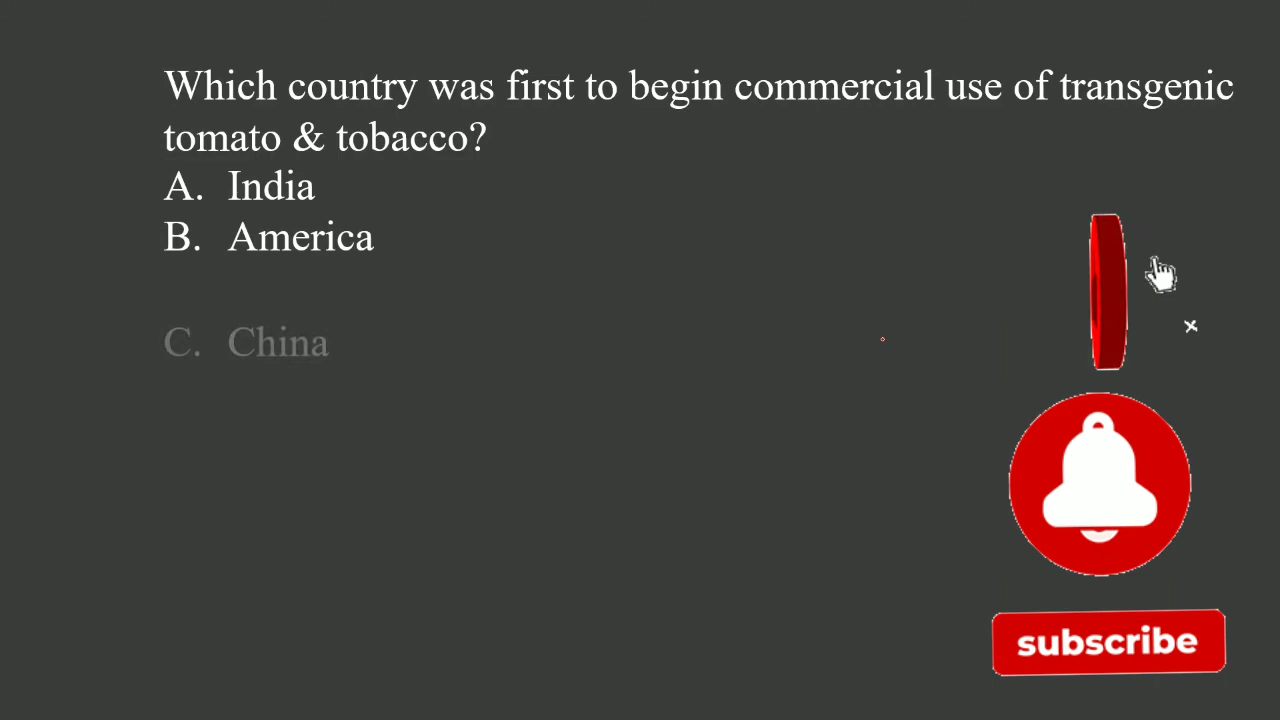 Which country was first to begin commercial use of transgenic
tomato & tobacco?
A. India
B. America
C. China
subscribe